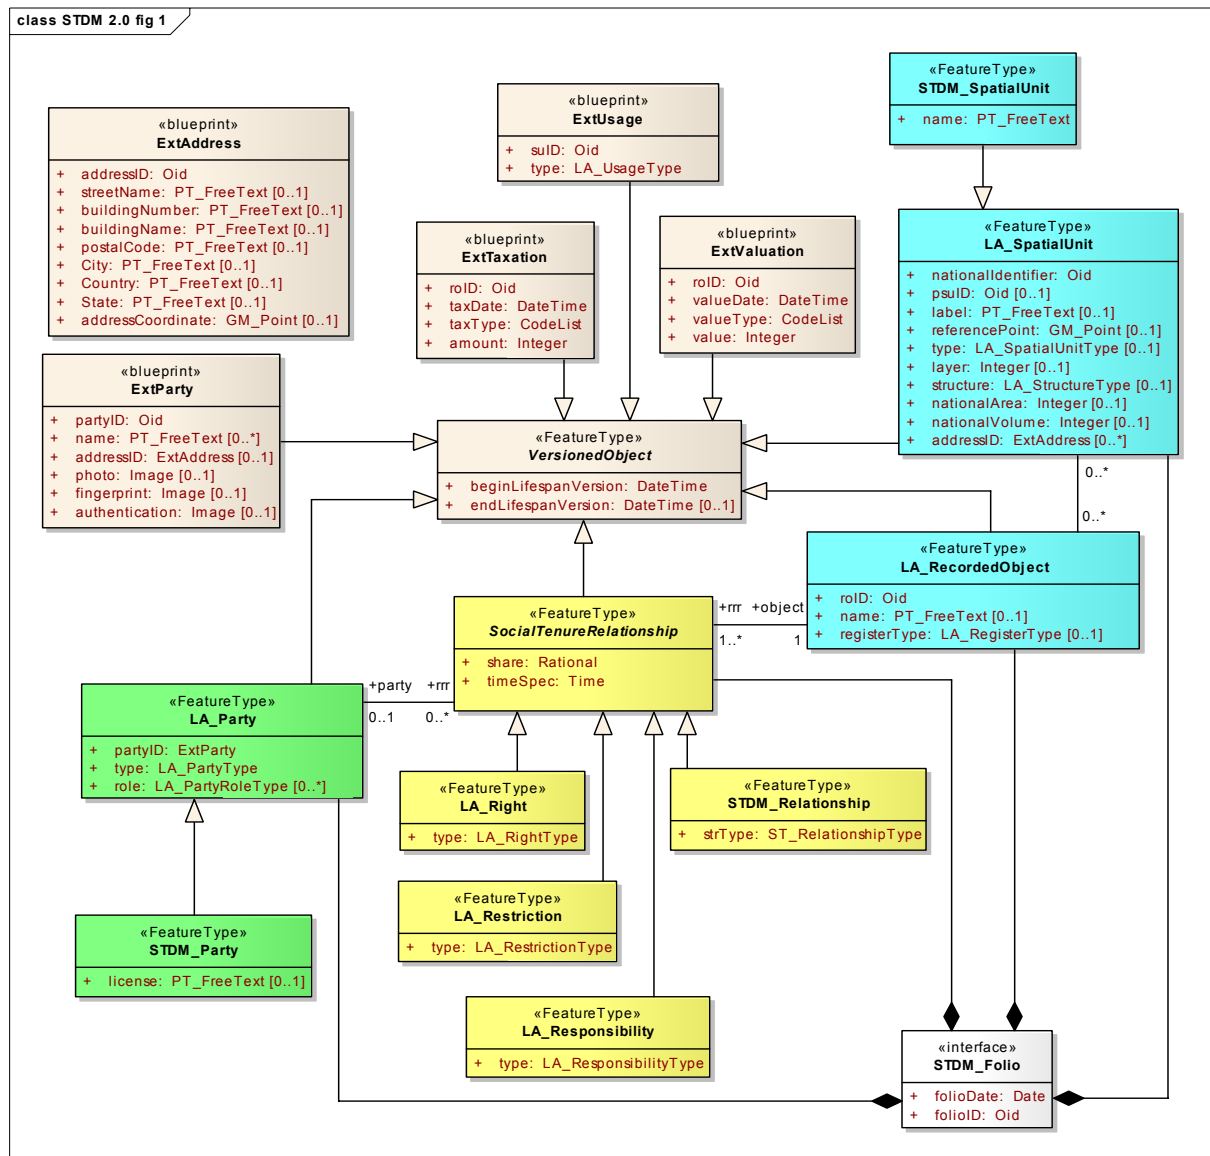 class STDM 2.0 fig 1
«FeatureType»
STDM_SpatialUnit
+ name: PT_FreeText
«blueprint»
ExtUsage
+ suID: Oid
+ type: LA_UsageType
«blueprint»
ExtAddress
+ addressID: Oid
+ streetName: PT_FreeText [0..1]
+ buildingNumber: PT_FreeText [0..1]
+ buildingName: PT_FreeText [0..1]
+ postalCode: PT_FreeText [0..1]
+ City: PT_FreeText [0..1]
+ Country: PT_FreeText [0..1]
+ State: PT_FreeText [0..1]
+ addressCoordinate: GM_Point [0..1]
«blueprint»
ExtTaxation
+ roID: Oid
+ taxDate: DateTime
+ taxType: CodeList
+ amount: Integer
«blueprint»
ExtValuation
+ roID: Oid
+ valueDate: DateTime
+ valueType: CodeList
+ value: Integer
«FeatureType»
LA_SpatialUnit
+ nationalIdentifier: Oid
+ psuID: Oid [0..1]
+ label: PT_FreeText [0..1]
+ referencePoint: GM_Point [0..1]
+ type: LA_SpatialUnitType [0..1]
+ layer: Integer [0..1]
+ structure: LA_StructureType [0..1]
+ nationalArea: Integer [0..1]
+ nationalVolume: Integer [0..1]
+ addressID: ExtAddress [0..*]
«blueprint»
ExtParty
+ partyID: Oid
+ name: PT_FreeText [0..*]
+ addressID: ExtAddress [0..1]
+ photo: Image [0..1]
+ fingerprint: Image [0..1]
+ authentication: Image [0..1]
«FeatureType»
VersionedObject
+ beginLifespanVersion: DateTime
+ endLifespanVersion: DateTime [0..1]
0..*
0..*
«FeatureType»
LA_RecordedObject
+ roID: Oid
+ name: PT_FreeText [0..1]
+ registerType: LA_RegisterType [0..1]
«FeatureType»
SocialTenureRelationship
+ share: Rational
+ timeSpec: Time
+rrr +object
1..* 1
+party +rrr
0..1 0..*
«FeatureType»
LA_Party
+ partyID: ExtParty
+ type: LA_PartyType
+ role: LA_PartyRoleType [0..*]
«FeatureType»
LA_Right
+ type: LA_RightType
«FeatureType»
STDM_Relationship
+ strType: ST_RelationshipType
«FeatureType»
LA_Restriction
+ type: LA_RestrictionType
«FeatureType»
STDM_Party
+ license: PT_FreeText [0..1]
«FeatureType»
LA_Responsibility
+ type: LA_ResponsibilityType
«interface»
STDM_Folio
+ folioDate: Date
+ folioID: Oid